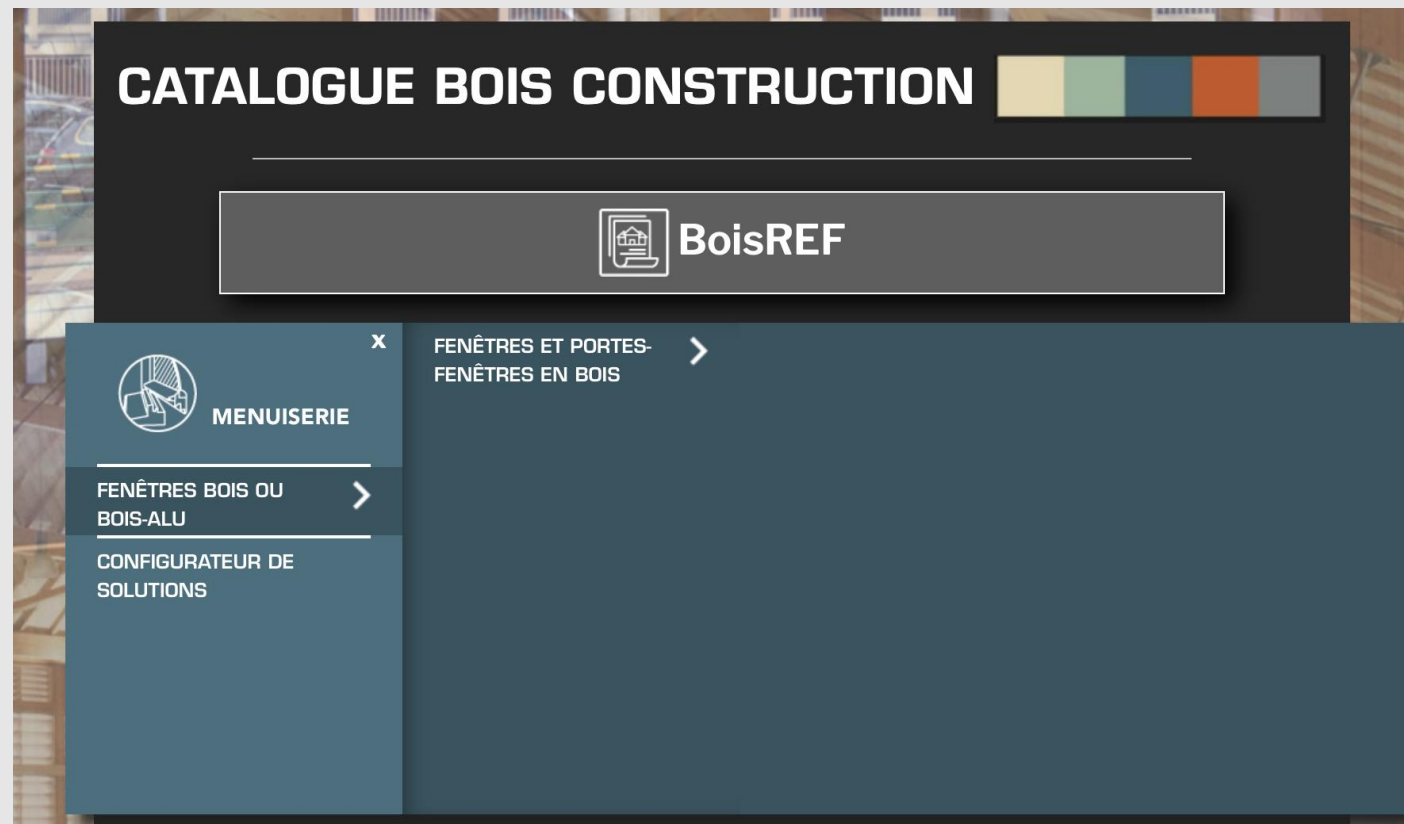 CATALOGUE BOIS CONSTRUCTION
BoisREF
x
MENUISERIE
FENÊTRES BOIS OU
BOIS-ALU
CONFIGURATEUR DE
SOLUTIONS
FENÊTRES ET PORTES-
FENÊTRES EN BOIS